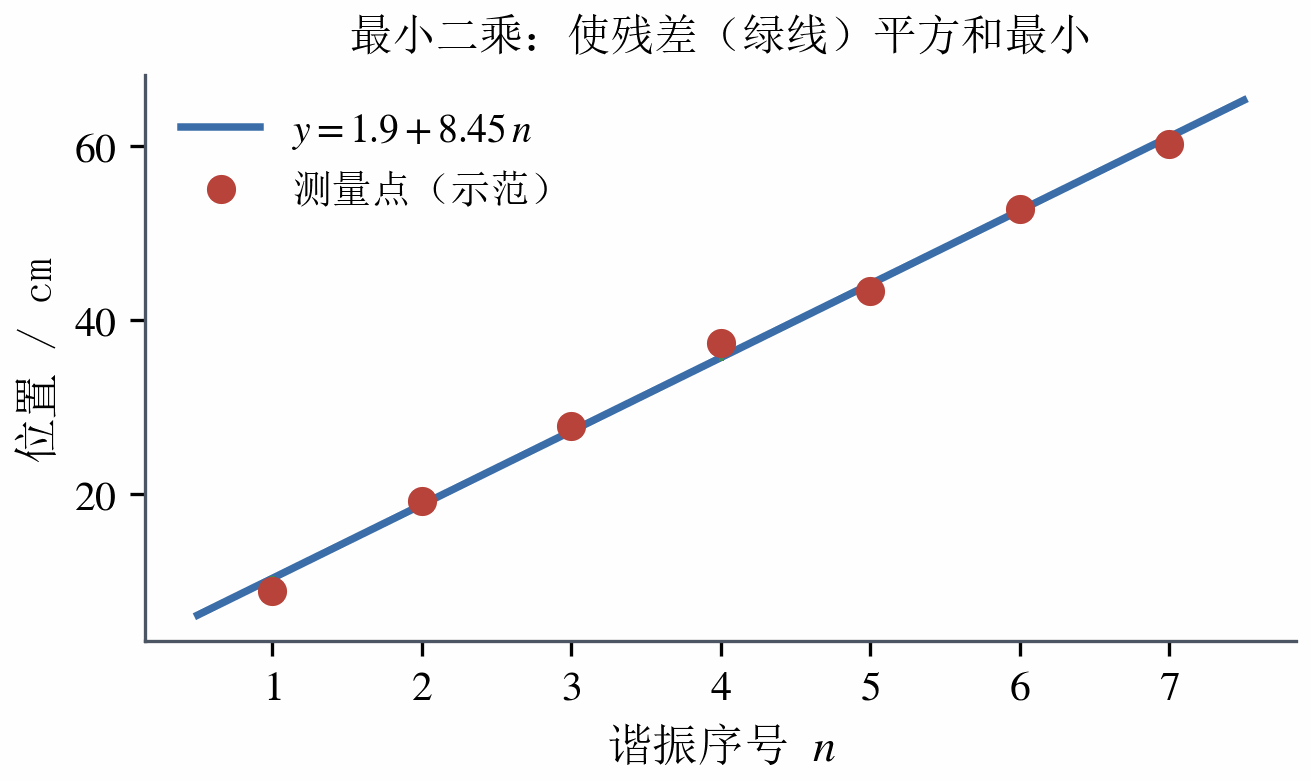 最小二乘：使残差（绿线）平方和最小
y = 1.9 + 8.45 n
测量点（示范）
位置 / cm
60
40
20
1 2 3 4 5 6 7
谐振序号 n